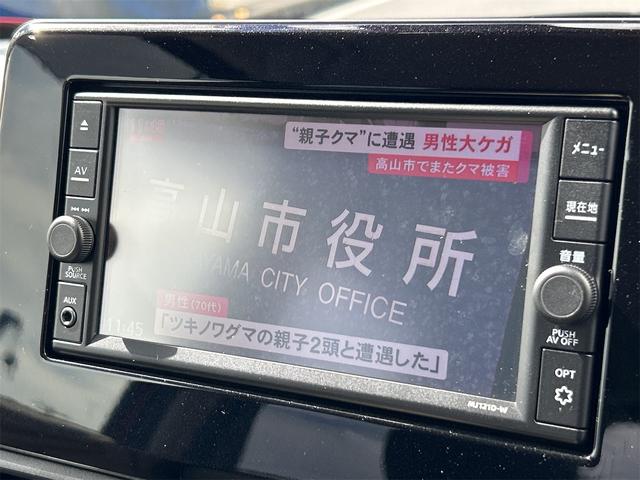 "親子クマ"に遭遇 男性大ケガ
高山市でまたクマ被害
高山市役所
YAMA CITY OFFICE
男性(70代)
「ツキノワグマの親子2頭と遭遇した」
11:45
AV
PUSH
SOURCE
AUX
メニュー
現在地
音量
PUSH
AV OFF
OPT